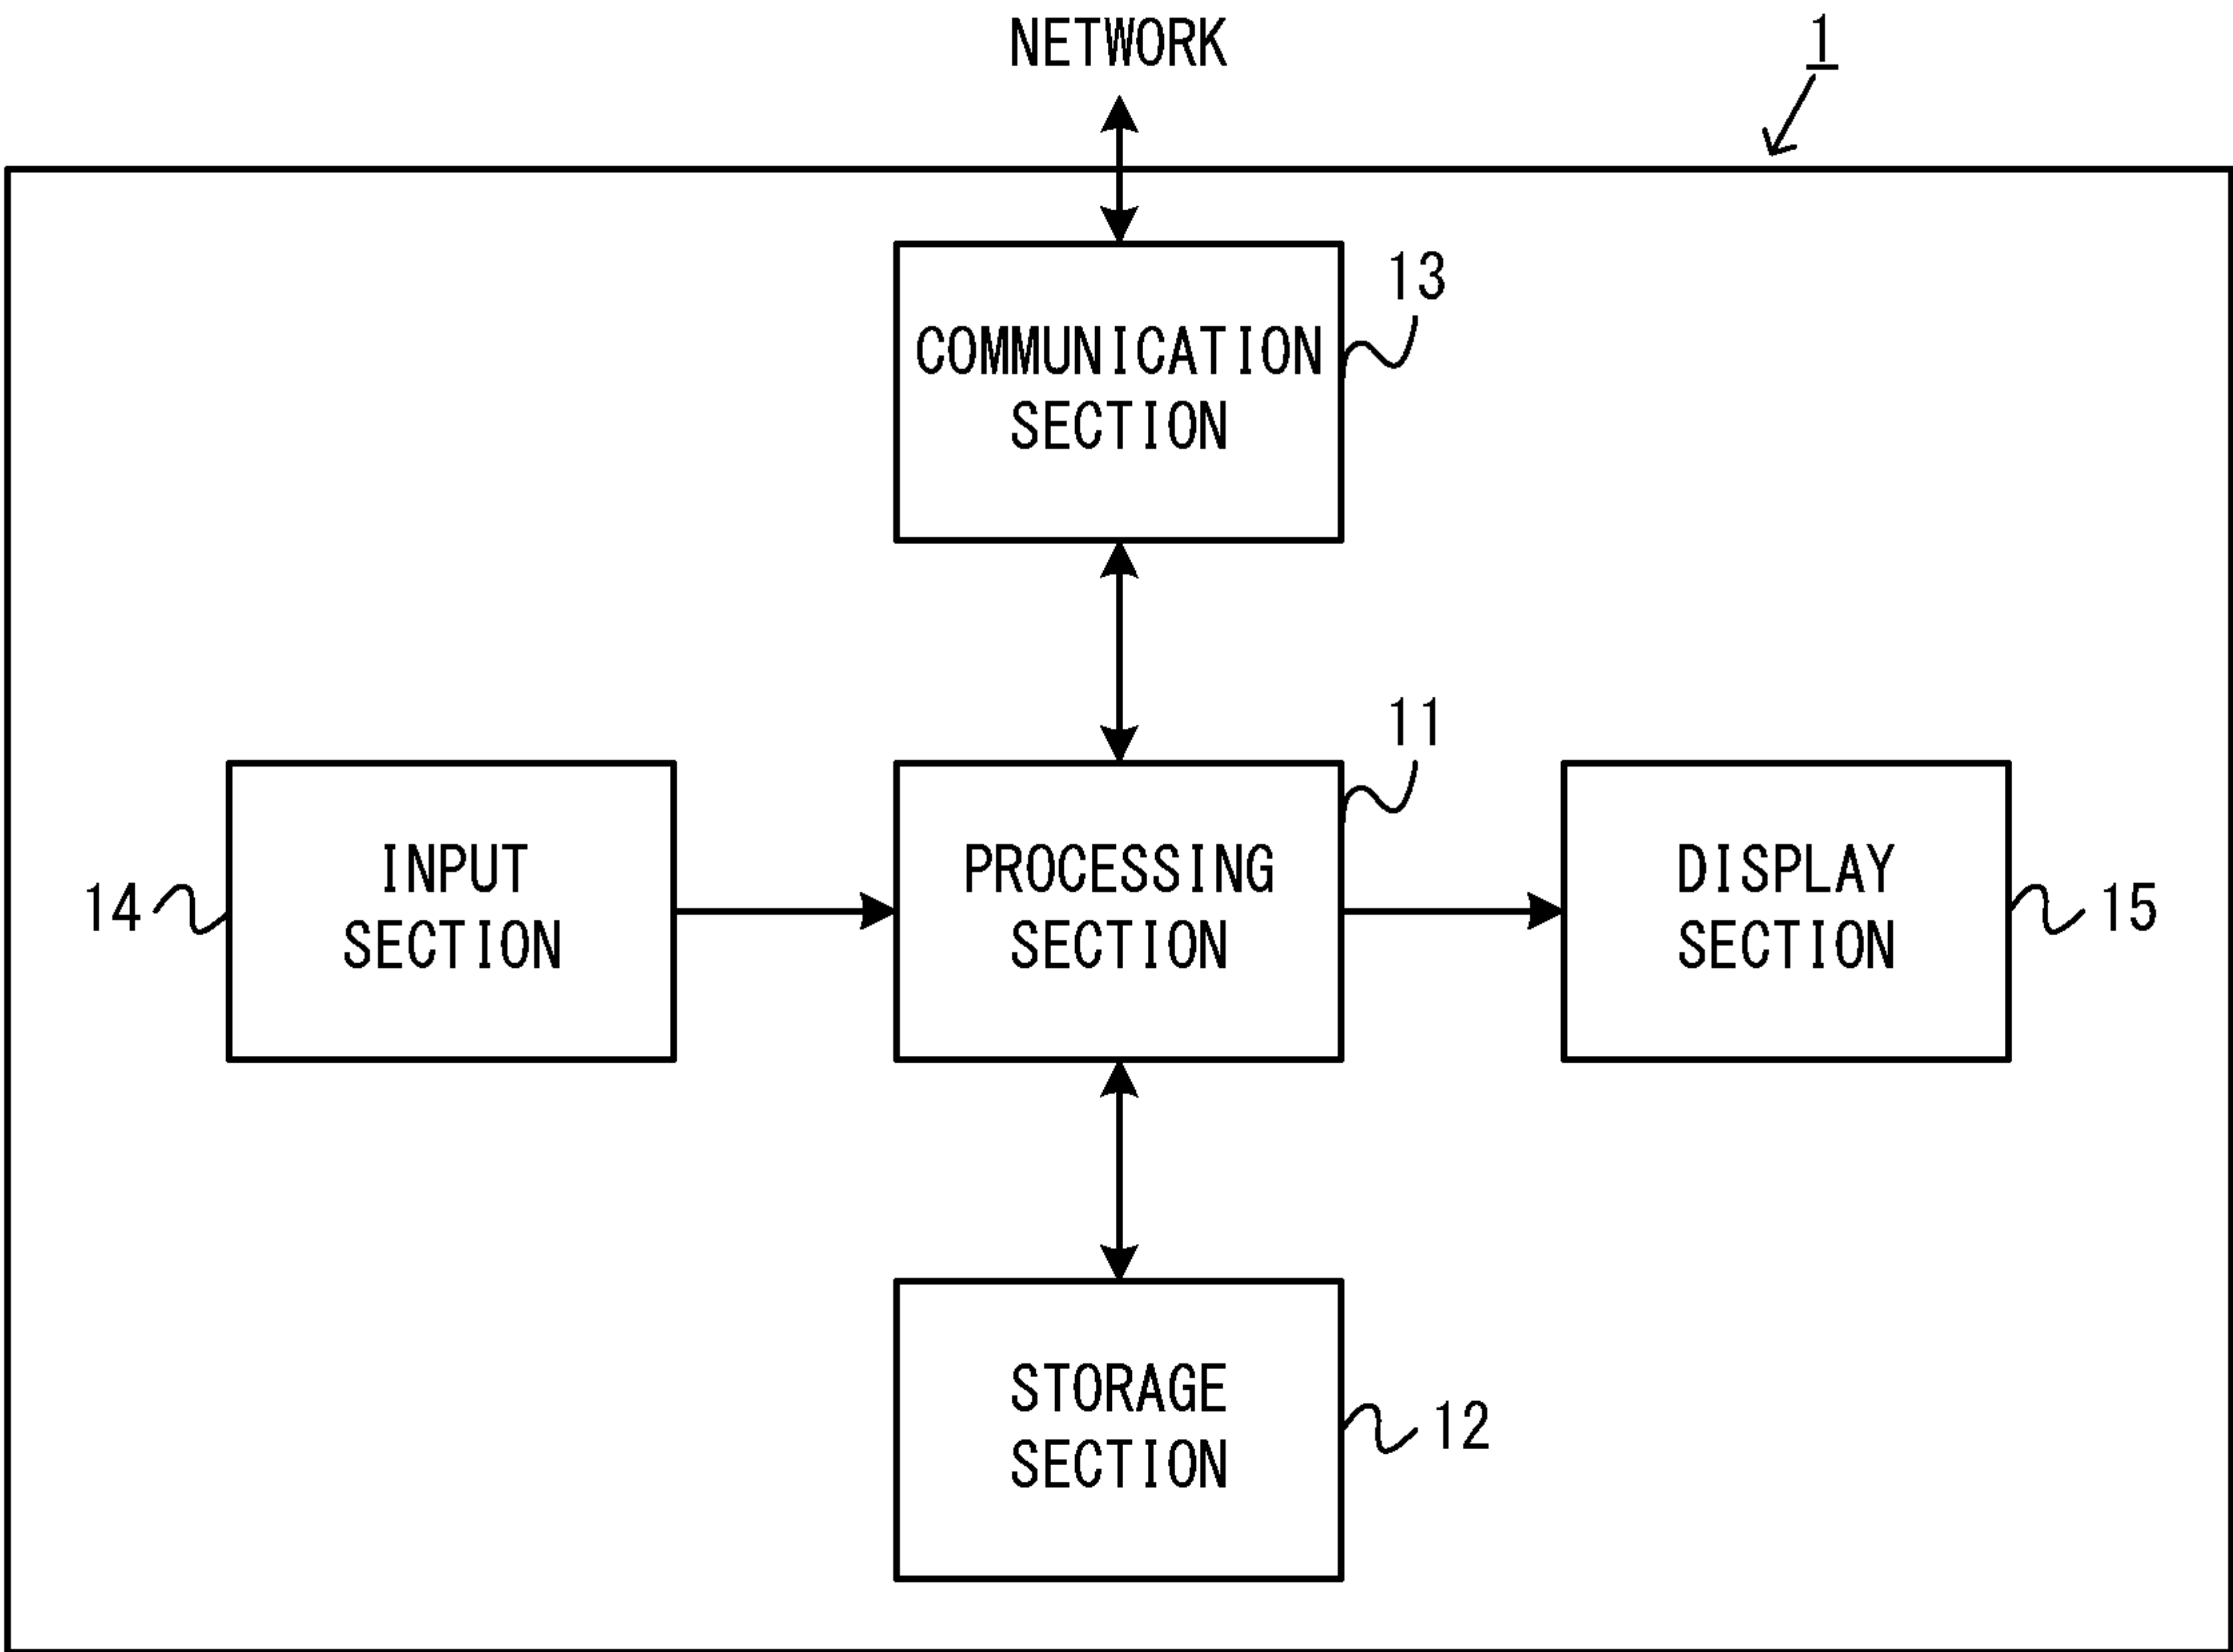 NETWORK
1
COMMUNICATION
SECTION
13
11
INPUT
SECTION
14
PROCESSING
SECTION
DISPLAY
SECTION
15
STORAGE
SECTION
12